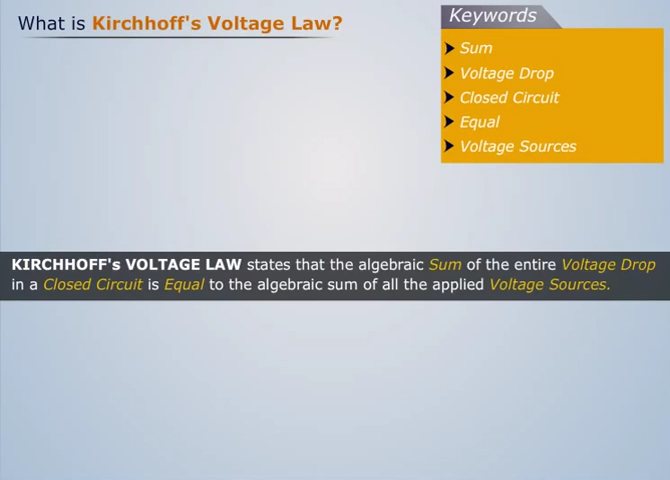 What is Kirchhoff's Voltage Law?
Keywords
Sum
Voltage Drop
Closed Circuit
Equal
Voltage Sources
KIRCHHOFF's VOLTAGE LAW states that the algebraic Sum of the entire Voltage Drop
in a Closed Circuit is Equal to the algebraic sum of all the applied Voltage Sources.